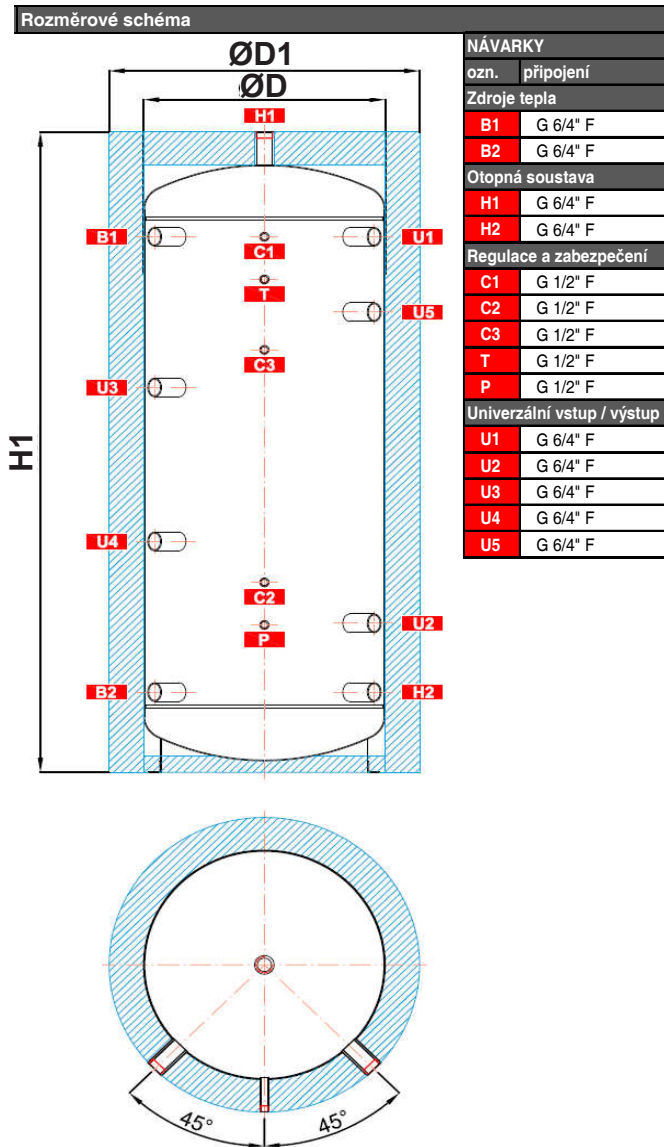 Rozměrové schéma
ØD1
ØD
H1
B1
U1
C1
T
U5
C3
U3
H1
U4
C2
U2
P
B2
H2
45°
45°
NÁVARKY
ozn. připojení
Zdroje tepla
B1 G 6/4" F
B2 G 6/4" F
Otopná soustava
H1 G 6/4" F
H2 G 6/4" F
Regulace a zabezpečení
C1 G 1/2" F
C2 G 1/2" F
C3 G 1/2" F
T G 1/2" F
P G 1/2" F
Univerzální vstup / výstup
U1 G 6/4" F
U2 G 6/4" F
U3 G 6/4" F
U4 G 6/4" F
U5 G 6/4" F